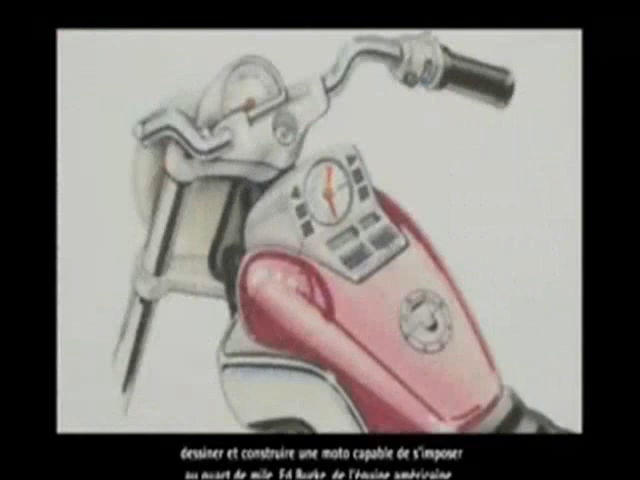 dessiner et construire une moto capable de s'imposer
au quart de mile. Ed Burke, de l'équipe américaine